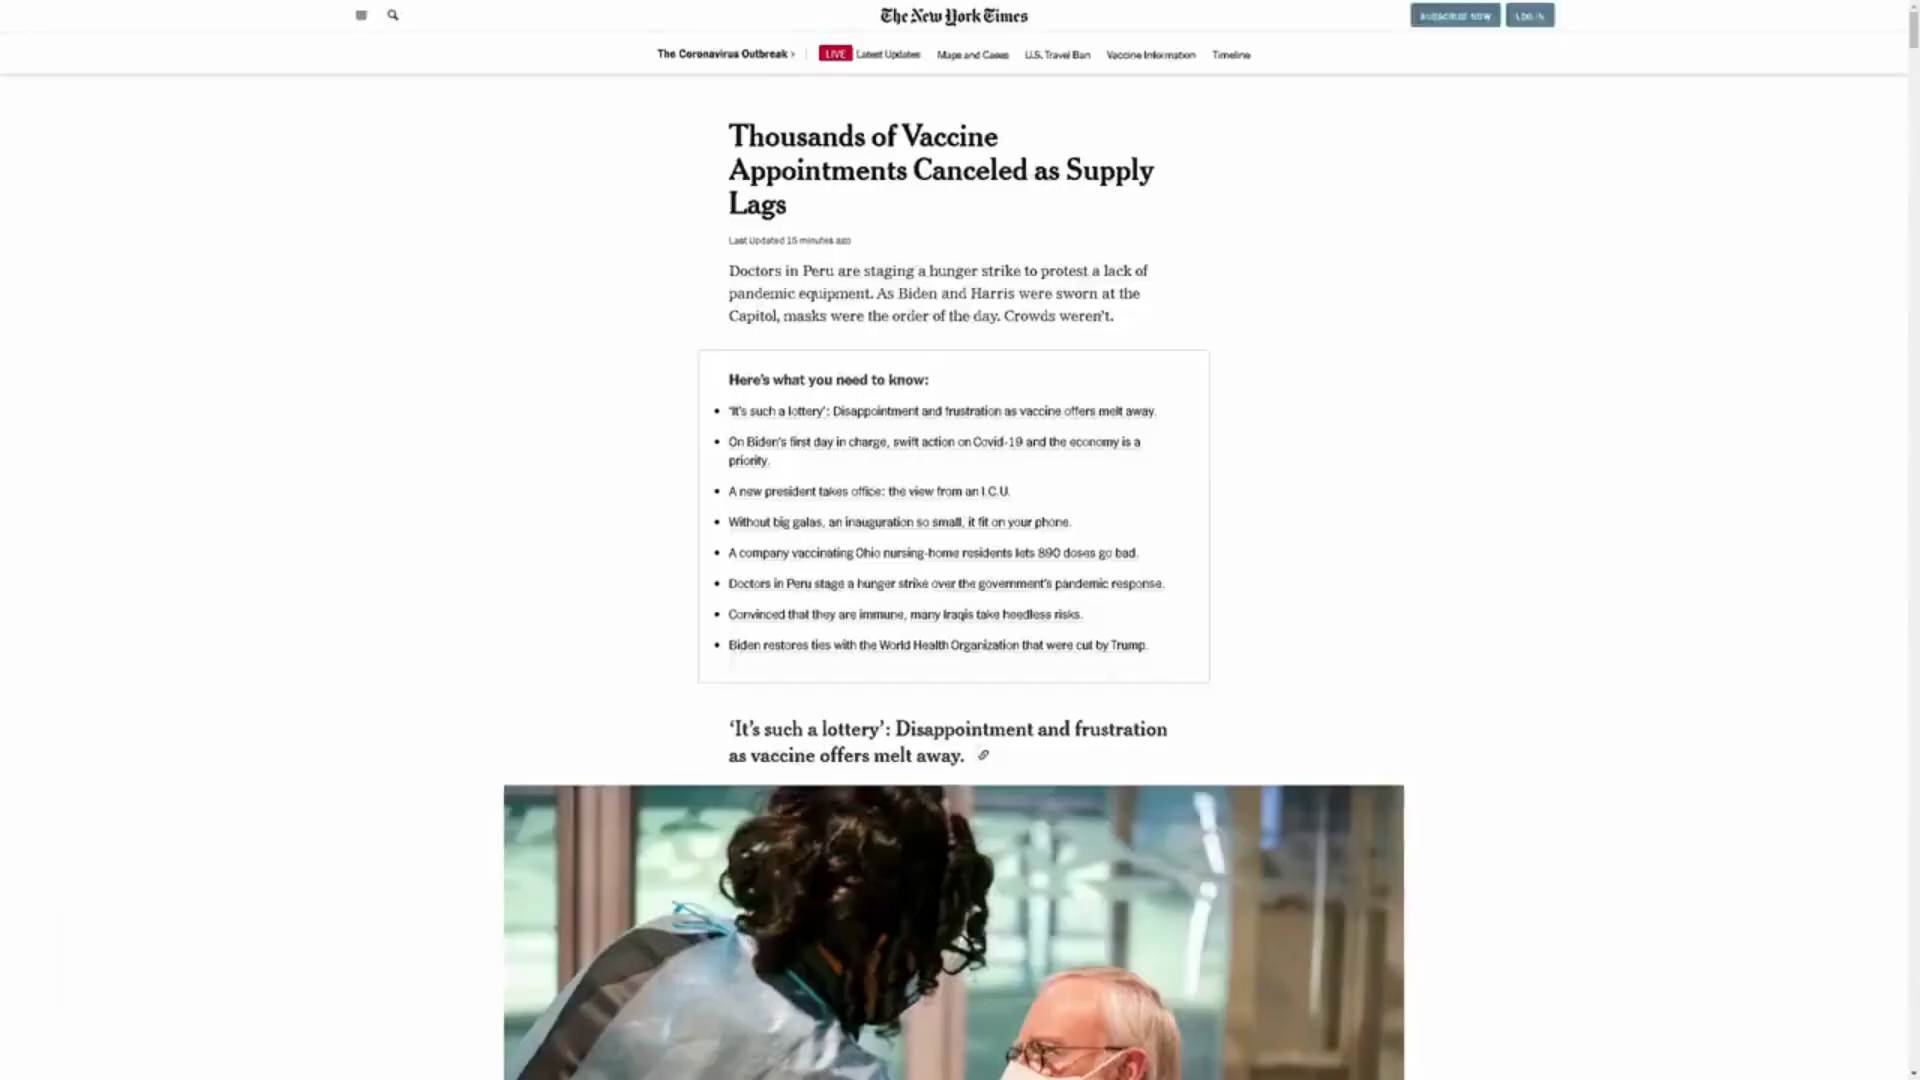 The New York Times
SUBSCRIBE NOW
LOG IN
The Coronavirus Outbreak ›
LIVE Latest Updates
Maps and Cases
U.S. Travel Ban
Vaccine Information
Timeline
Thousands of Vaccine
Appointments Canceled as Supply
Lags
Last Updated 15 minutes ago
Doctors in Peru are staging a hunger strike to protest a lack of
pandemic equipment. As Biden and Harris were sworn at the
Capitol, masks were the order of the day. Crowds weren't.
Here's what you need to know:
• 'It's such a lottery': Disappointment and frustration as vaccine offers melt away.
• On Biden's first day in charge, swift action on Covid-19 and the economy is a
priority.
• A new president takes office: the view from an I.C.U.
• Without big galas, an inauguration so small, it fit on your phone.
• A company vaccinating Ohio nursing-home residents lets 890 doses go bad.
• Doctors in Peru stage a hunger strike over the government's pandemic response.
• Convinced that they are immune, many Iraqis take heedless risks.
• Biden restores ties with the World Health Organization that were cut by Trump.
'It's such a lottery': Disappointment and frustration
as vaccine offers melt away.